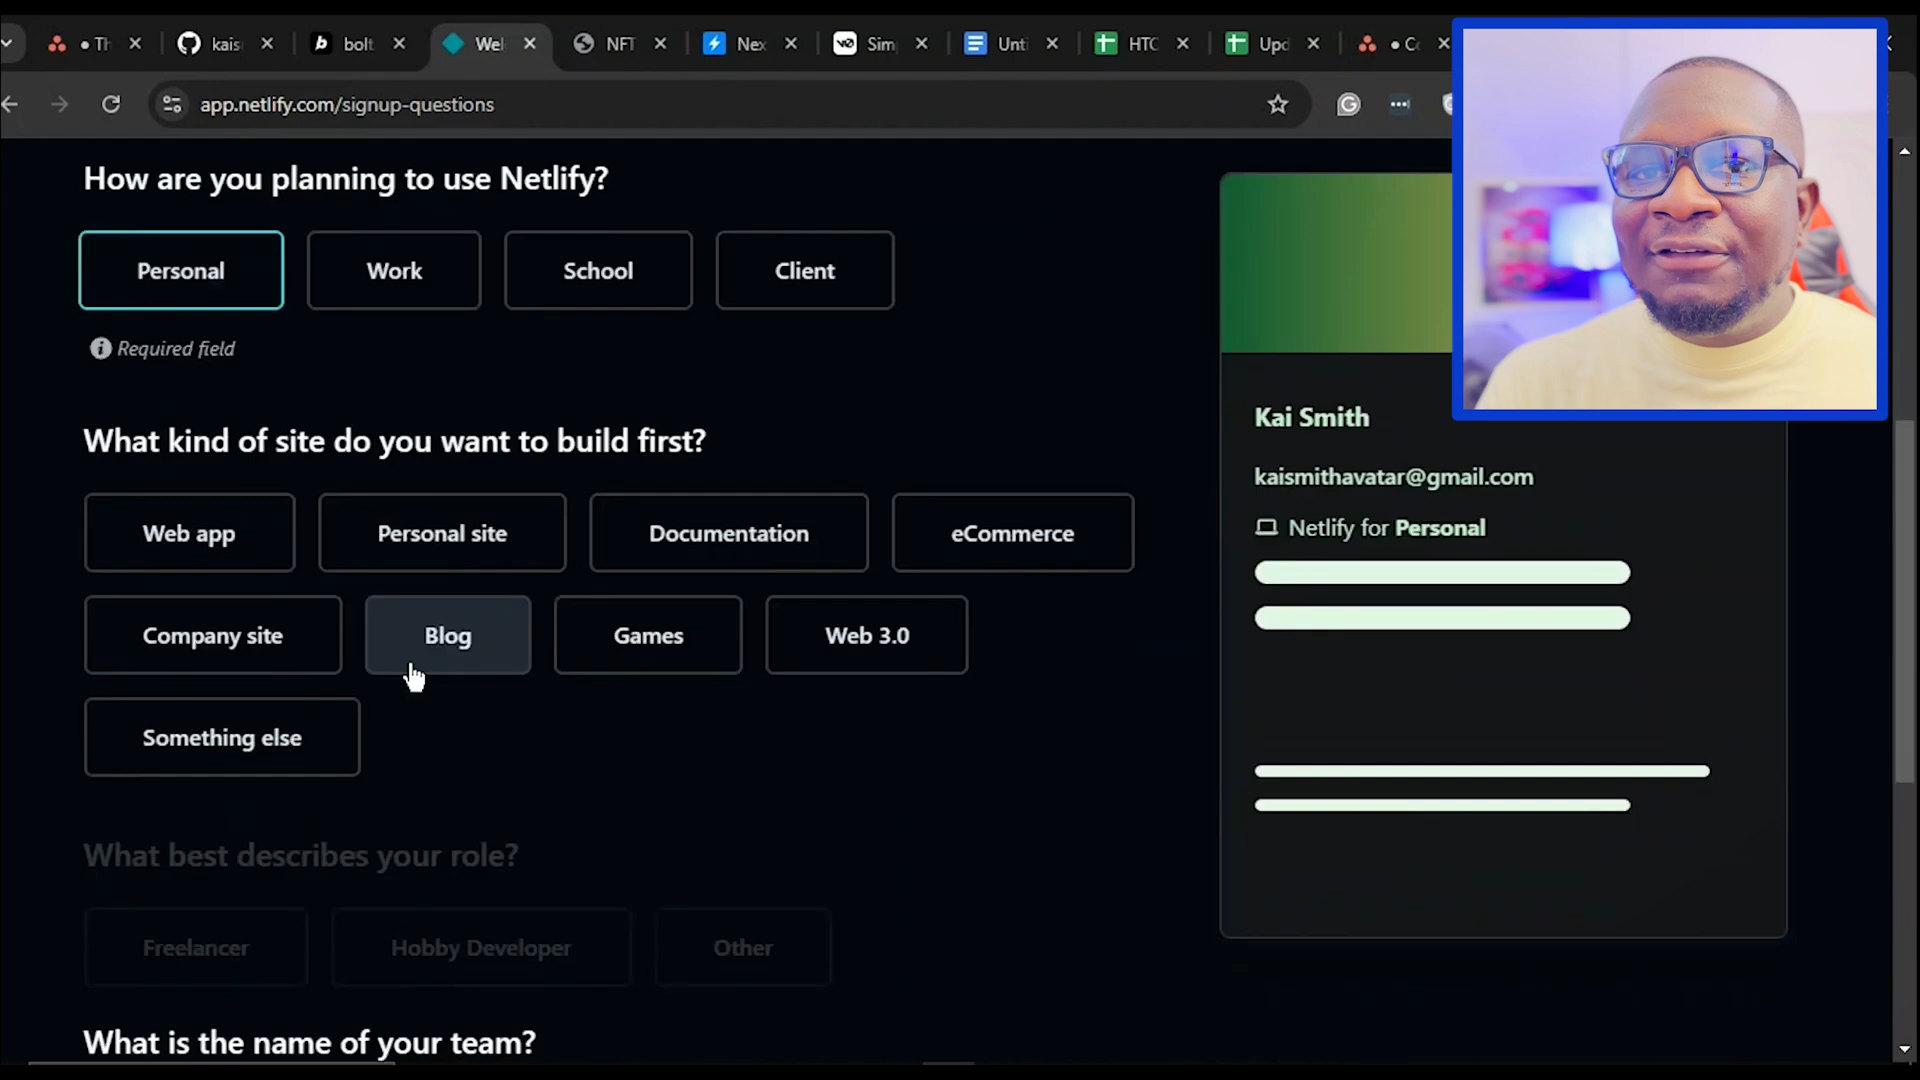 Th
kais
bolt
Wel
NFT
Nex
Sim
Unti
HTC
Upd
Co
app.netlify.com/signup-questions
How are you planning to use Netlify?
Personal
Work
School
Client
Required field
What kind of site do you want to build first?
Web app
Personal site
Documentation
eCommerce
Company site
Blog
Games
Web 3.0
Something else
What best describes your role?
Freelancer
Hobby Developer
Other
What is the name of your team?
Kai Smith
kaismithavatar@gmail.com
Netlify for Personal